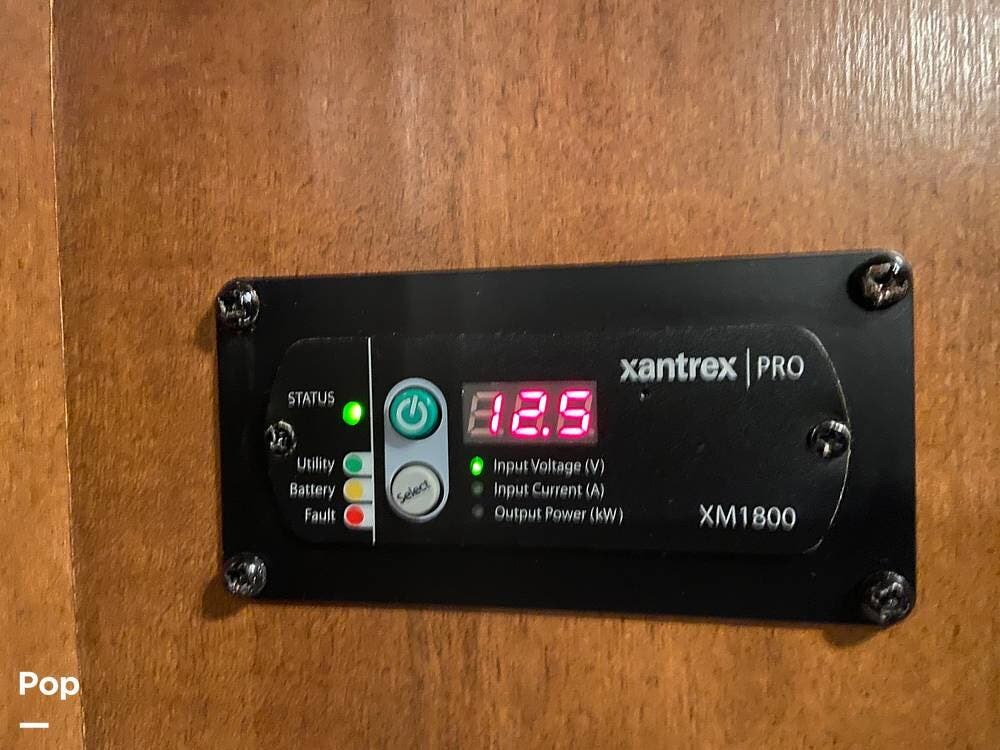 xantrex | PRO
STATUS
12.5
Utility
Battery
Fault
Select
Input Voltage (V)
Input Current (A)
Output Power (kW)
XM1800
Pop